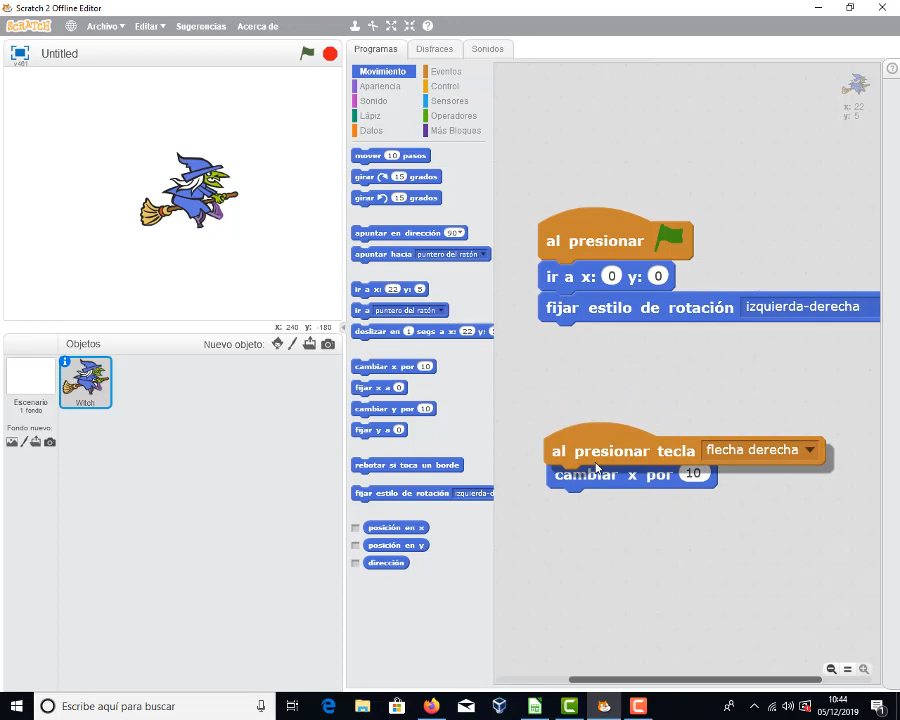 Scratch 2 Offline Editor
SCRATCH
Archivo
Editar
Sugerencias
Acerca de
v461
Untitled
Programas
Disfraces
Sonidos
Movimiento
Apariencia
Sonido
Lápiz
Datos
Eventos
Control
Sensores
Operadores
Más Bloques
mover 10 pasos
girar 15 grados
girar 15 grados
apuntar en dirección 90
apuntar hacia puntero del ratón
ir a x: 22 y: 5
ir a puntero del ratón
deslizar en 1 segs a x: 22 y:
cambiar x por 10
fijar x a 0
cambiar y por 10
fijar y a 0
rebotar si toca un borde
fijar estilo de rotación izquierda-d
posición en x
posición en y
dirección
x: 22
y: 5
al presionar
ir a x: 0 y: 0
fijar estilo de rotación izquierda-derecha
al presionar tecla flecha derecha
cambiar x por 10
x: 240 y: -180
Objetos
Nuevo objeto:
Escenario
1 fondo
Fondo nuevo:
Witch
Escribe aquí para buscar
10:44
05/12/2019
1